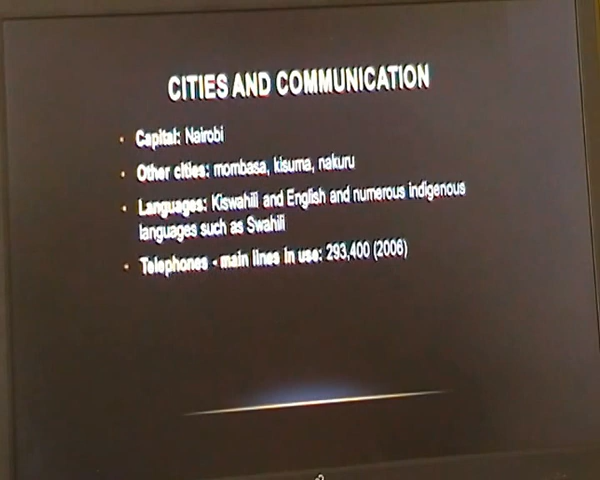 CITIES AND COMMUNICATION
• Capital: Nairobi
• Other cities: mombasa, kisuma, nakuru
• Languages: Kiswahili and English and numerous indigenous
languages such as Swahili
• Telephones - main lines in use: 293,400 (2006)